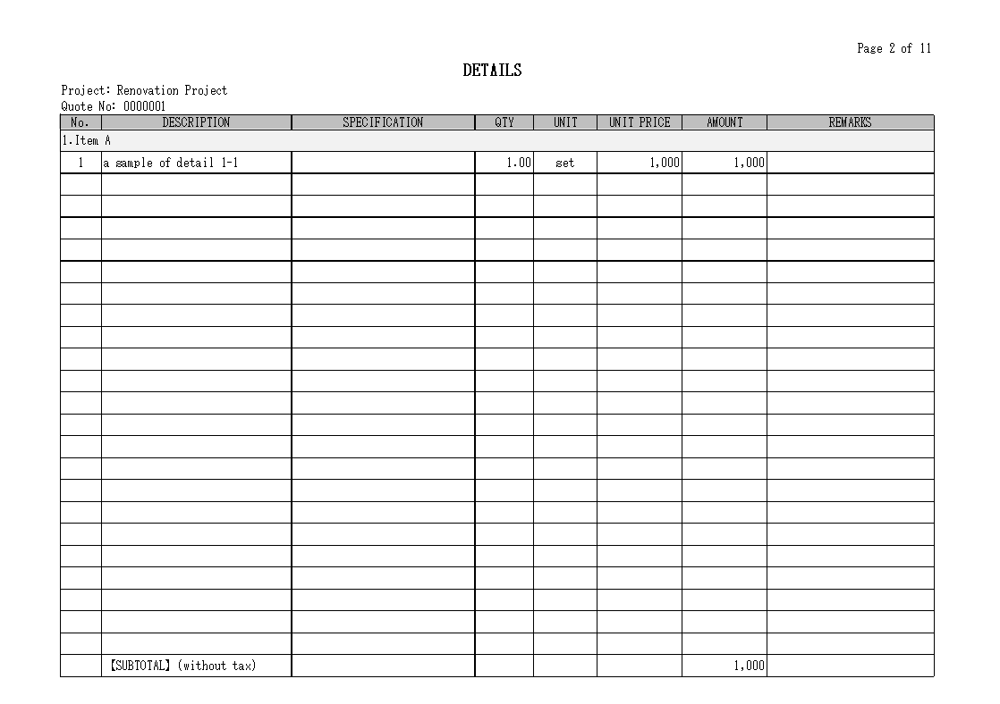 Page 2 of 11
DETAILS
Project: Renovation Project
Quote No: 0000001
No. DESCRIPTION SPECIFICATION QTY UNIT UNIT PRICE AMOUNT REMARKS
1.Item A
1 a sample of detail 1-1 1.00 set 1,000 1,000
【SUBTOTAL】(without tax) 1,000